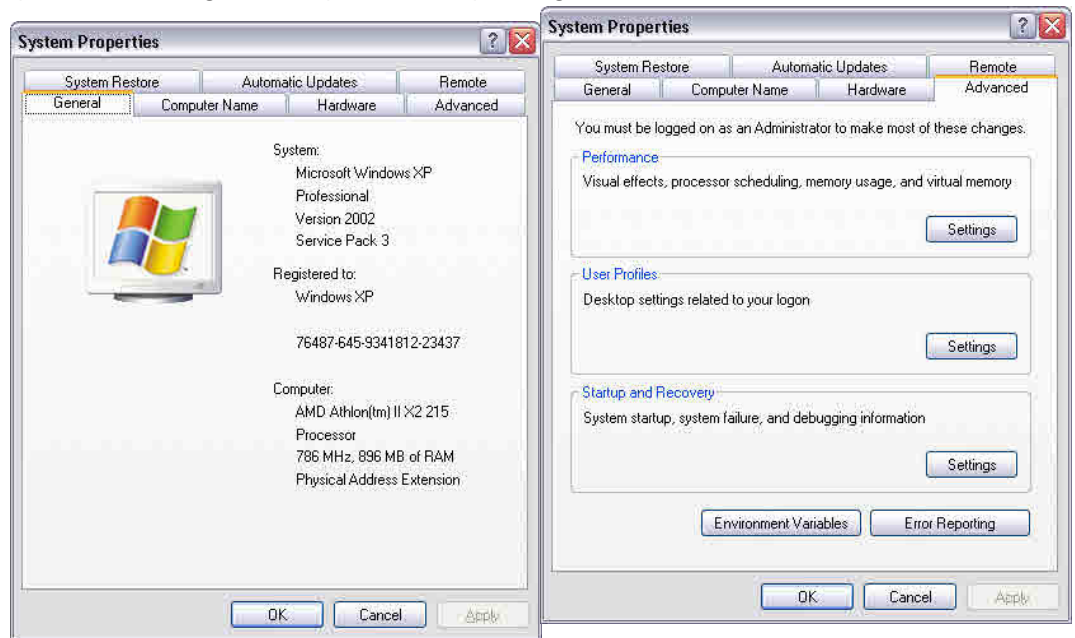 System Properties
System Restore Automatic Updates Remote
General Computer Name Hardware Advanced
System:
Microsoft Windows XP
Professional
Version 2002
Service Pack 3
Registered to:
Windows XP
76487-645-9341812-23437
Computer:
AMD Athlon(tm) II X2 215
Processor
786 MHz, 896 MB of RAM
Physical Address Extension
OK Cancel Apply
System Properties
System Restore Automatic Updates Remote
General Computer Name Hardware Advanced
You must be logged on as an Administrator to make most of these changes.
Performance
Visual effects, processor scheduling, memory usage, and virtual memory
Settings
User Profiles
Desktop settings related to your logon
Settings
Startup and Recovery
System startup, system failure, and debugging information
Settings
Environment Variables Error Reporting
OK Cancel Apply